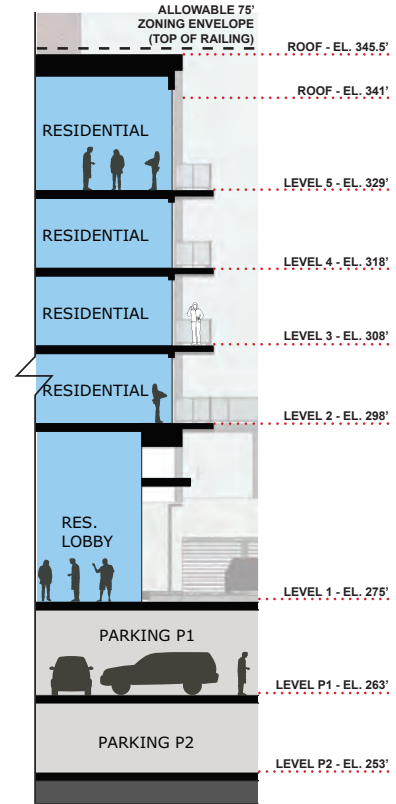 ALLOWABLE 75'
ZONING ENVELOPE
(TOP OF RAILING)
ROOF - EL. 345.5'
ROOF - EL. 341'
RESIDENTIAL
LEVEL 5 - EL. 329'
RESIDENTIAL
LEVEL 4 - EL. 318'
RESIDENTIAL
LEVEL 3 - EL. 308'
RESIDENTIAL
LEVEL 2 - EL. 298'
RES.
LOBBY
LEVEL 1 - EL. 275'
PARKING P1
LEVEL P1 - EL. 263'
PARKING P2
LEVEL P2 - EL. 253'